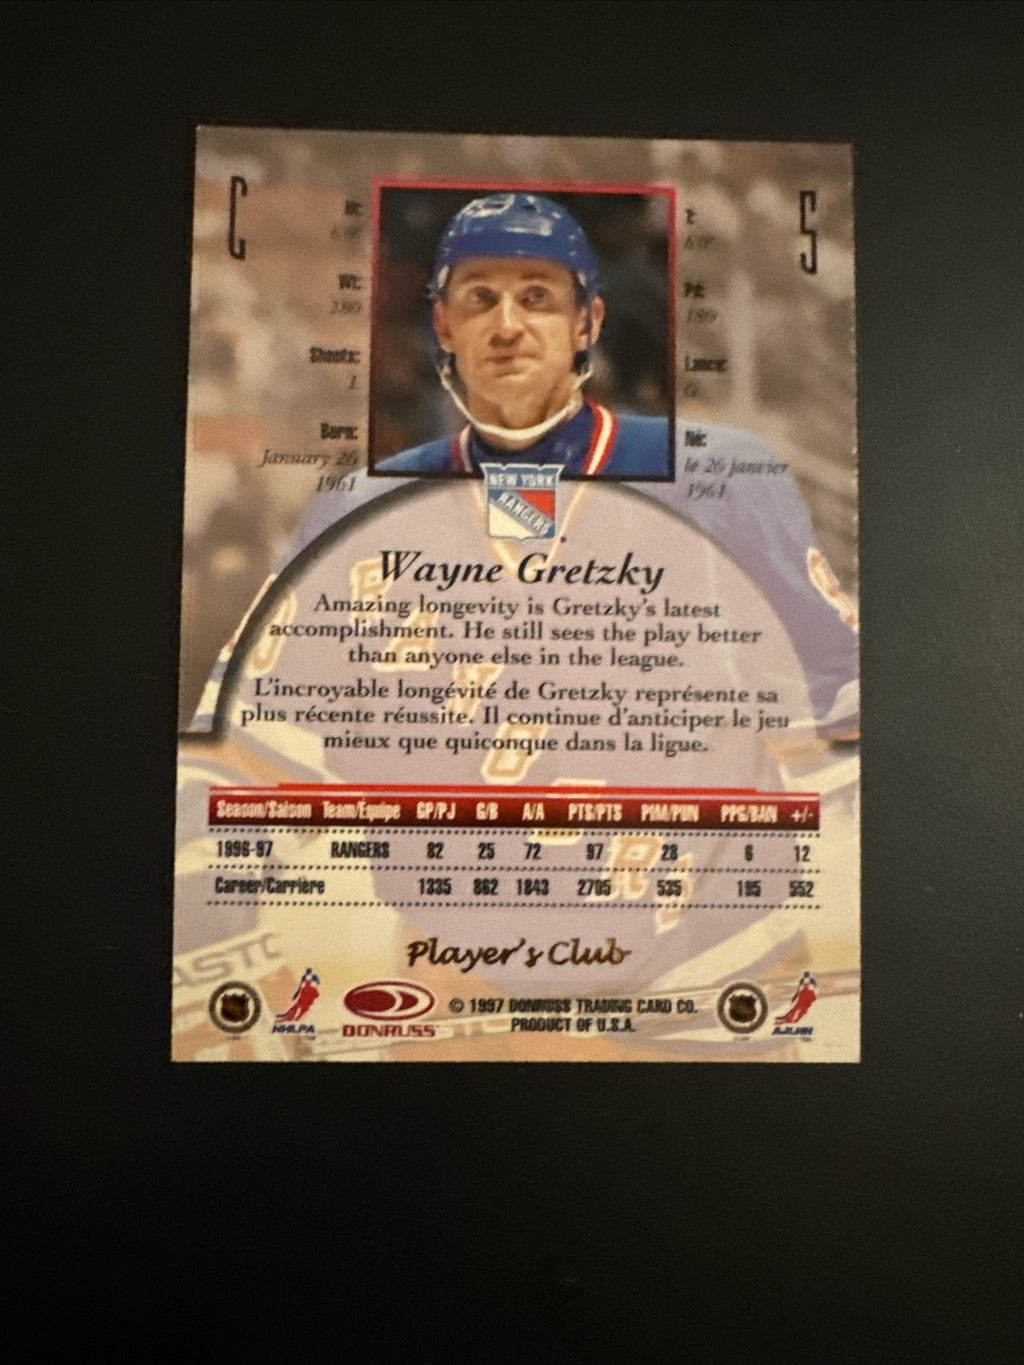 C
5
Ht:
6'0"
Wt:
180
Shoots:
L
Born:
January 26
1961
T:
6'0"
Pd:
180
Lance:
G
Né:
le 26 janvier
1961
NEW YORK
RANGERS
Wayne Gretzky
Amazing longevity is Gretzky's latest
accomplishment. He still sees the play better
than anyone else in the league.
L'incroyable longévité de Gretzky représente sa
plus récente réussite. Il continue d'anticiper le jeu
mieux que quiconque dans la ligue.
Season/Saison Team/Équipe GP/PJ G/B A/A PTS/PTS PIM/PUN PPG/BAN +/-
1996-97 RANGERS 82 25 72 97 28 6 12
Career/Carrière 1335 862 1843 2705 535 195 552
Player's Club
NHLPA
DONRUSS
© 1997 DONRUSS TRADING CARD CO.
PRODUCT OF U.S.A.
AJLNH